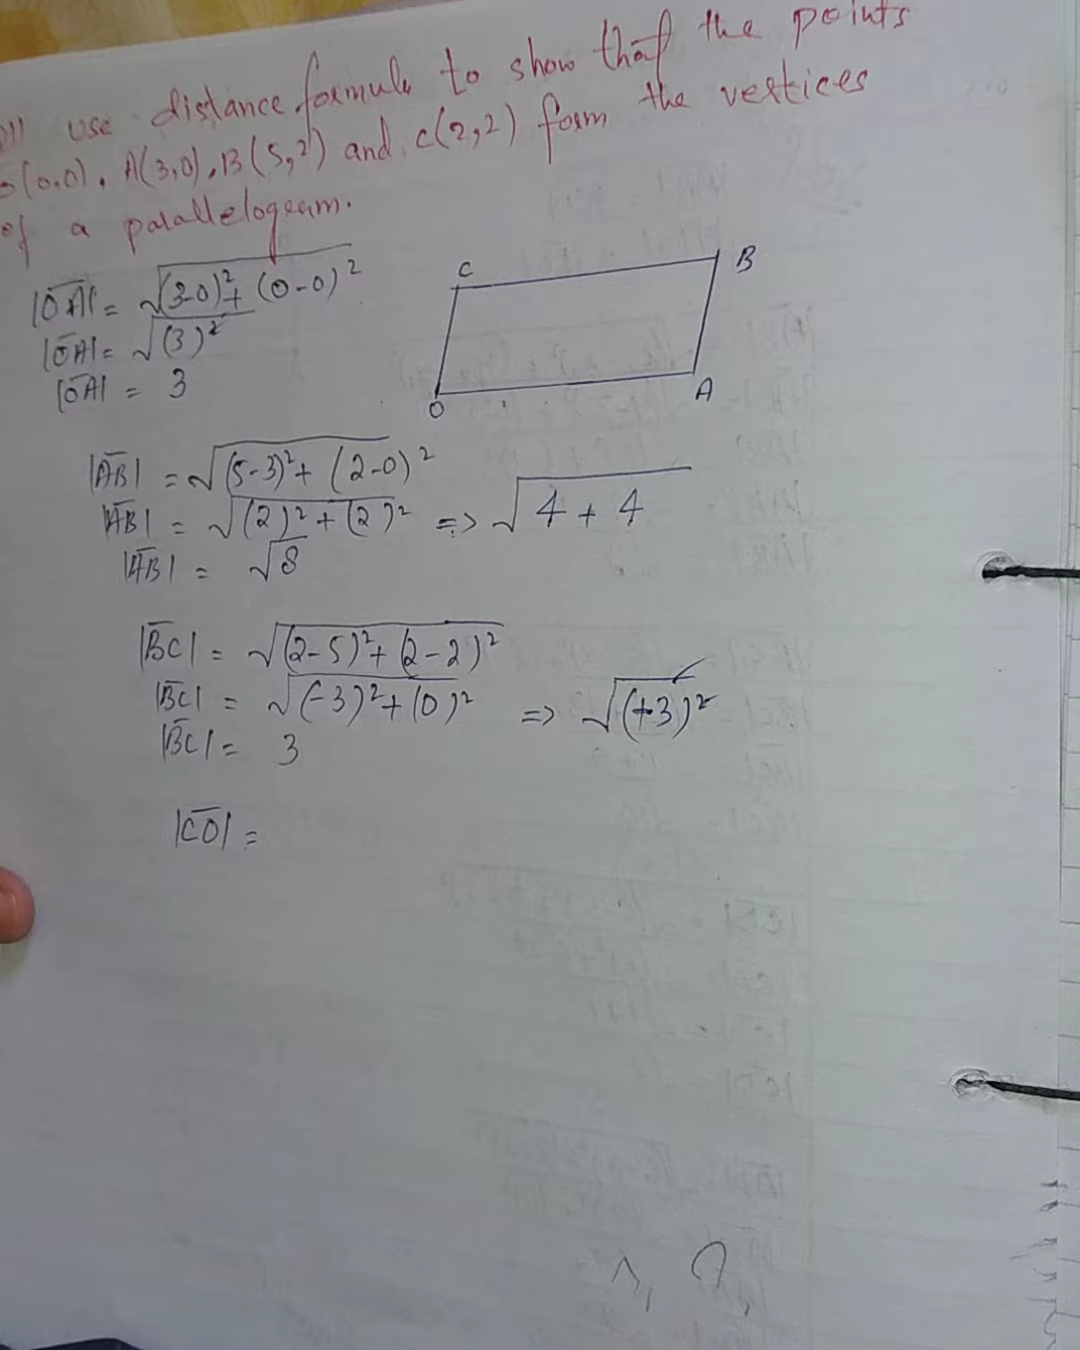 use distance formula to show that the points
o(0,0), A(3,0), B(5,2) and C(2,2) form the vertices
of a parallelogram.
|OA| = √(3-0)²+(0-0)²
|OA| = √(3)²
|OA| = 3
C
B
O
A
|AB| = √(5-3)²+(2-0)²
|AB| = √(2)²+(2)² => √4+4
|AB| = √8
|BC| = √(2-5)²+(2-2)²
|BC| = √(-3)²+(0)² => √(+3)²
|BC| = 3
|CO| =